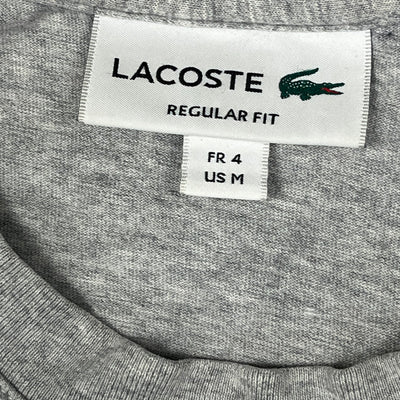 LACOSTE
REGULAR FIT
FR 4
US M